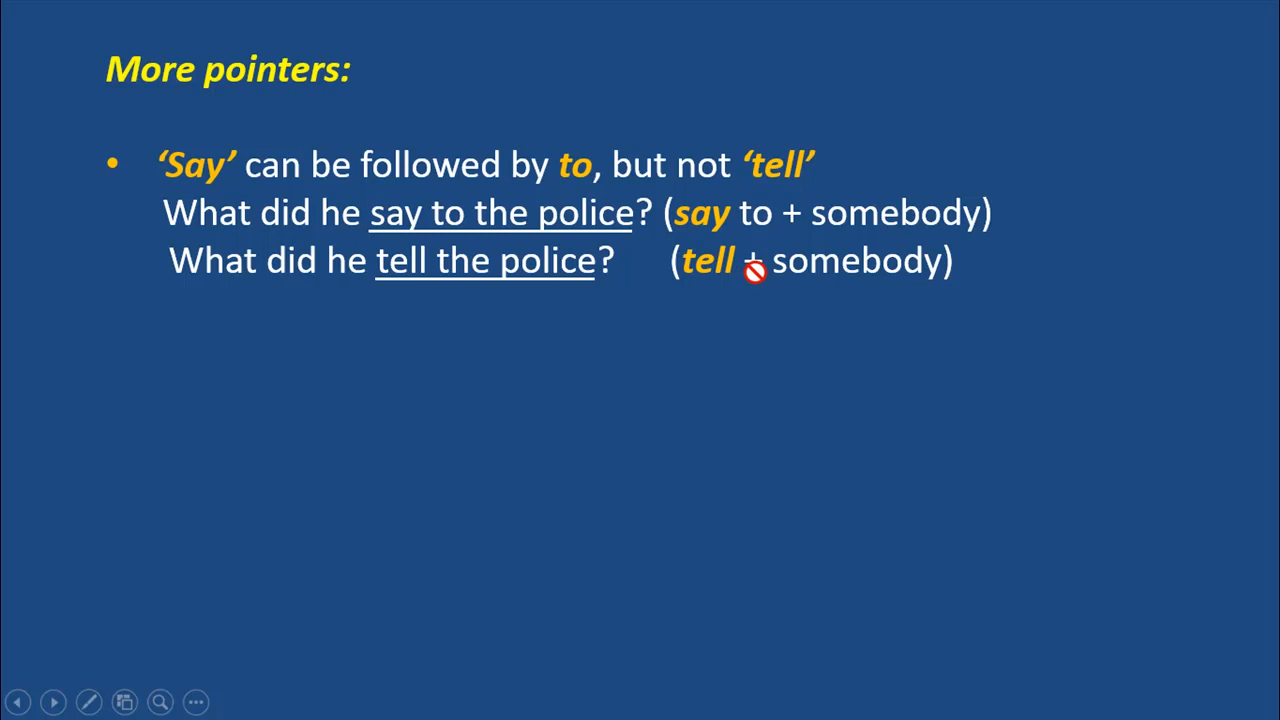 More pointers:
• ‘Say’ can be followed by to, but not ‘tell’
What did he say to the police? (say to + somebody)
What did he tell the police? (tell + somebody)